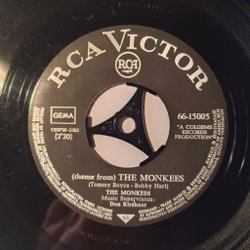 RCA VICTOR
RCA
GEMA
66-15005
[2'20]
"A COLGEMS
RECORDS
PRODUCTION"
(theme from) THE MONKEES
(Tommy Boyce - Bobby Hart)
THE MONKEES
Music Supervision:
Don Kirshner